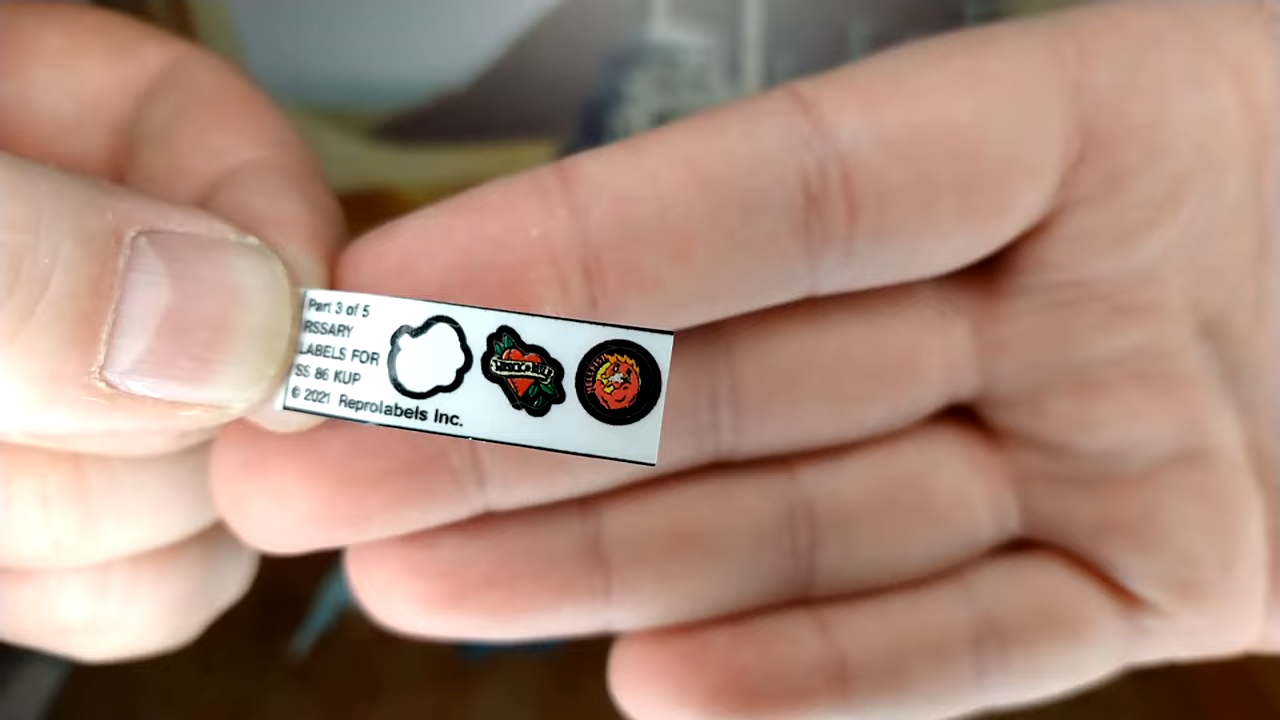 Part 3 of 5
RSSARY
LABELS FOR
SS 86 KUP
© 2021 Reprolabels Inc.